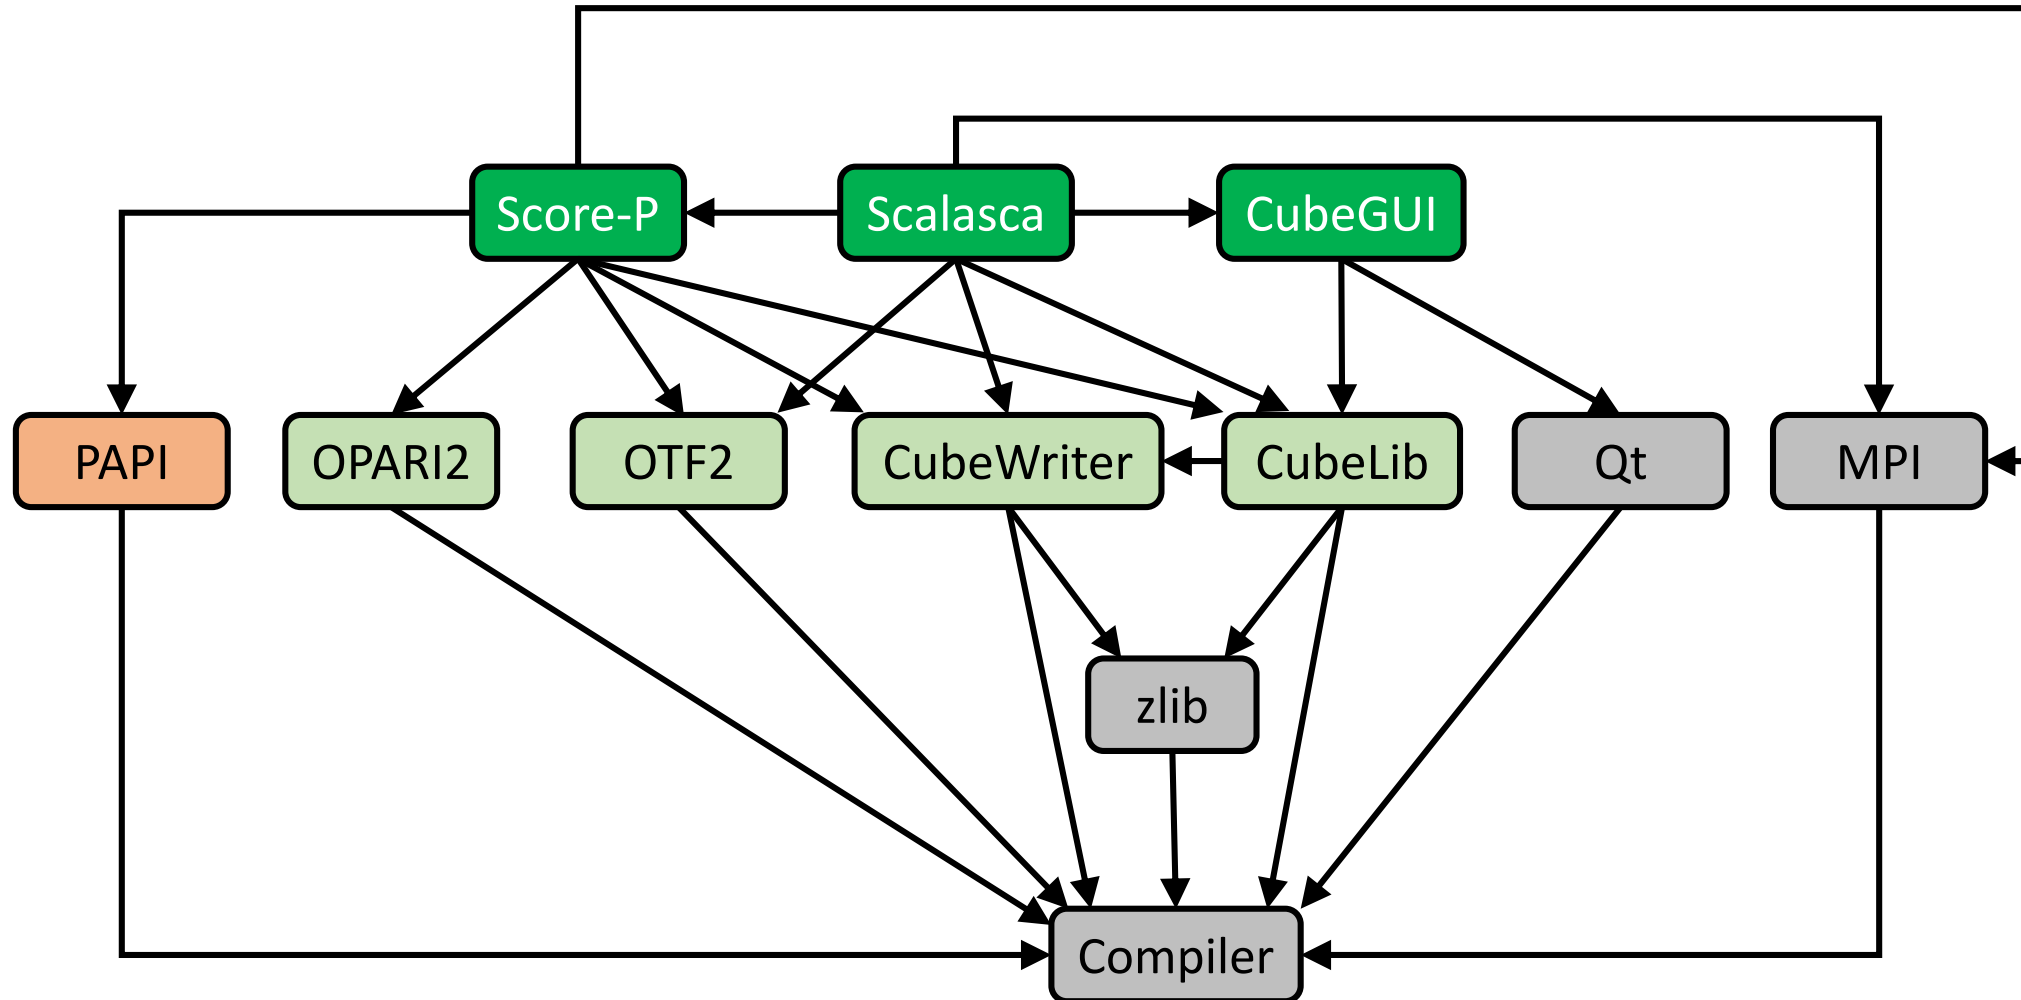 Score-P
Scalasca
CubeGUI
PAPI
OPARI2
OTF2
CubeWriter
CubeLib
Qt
MPI
zlib
Compiler